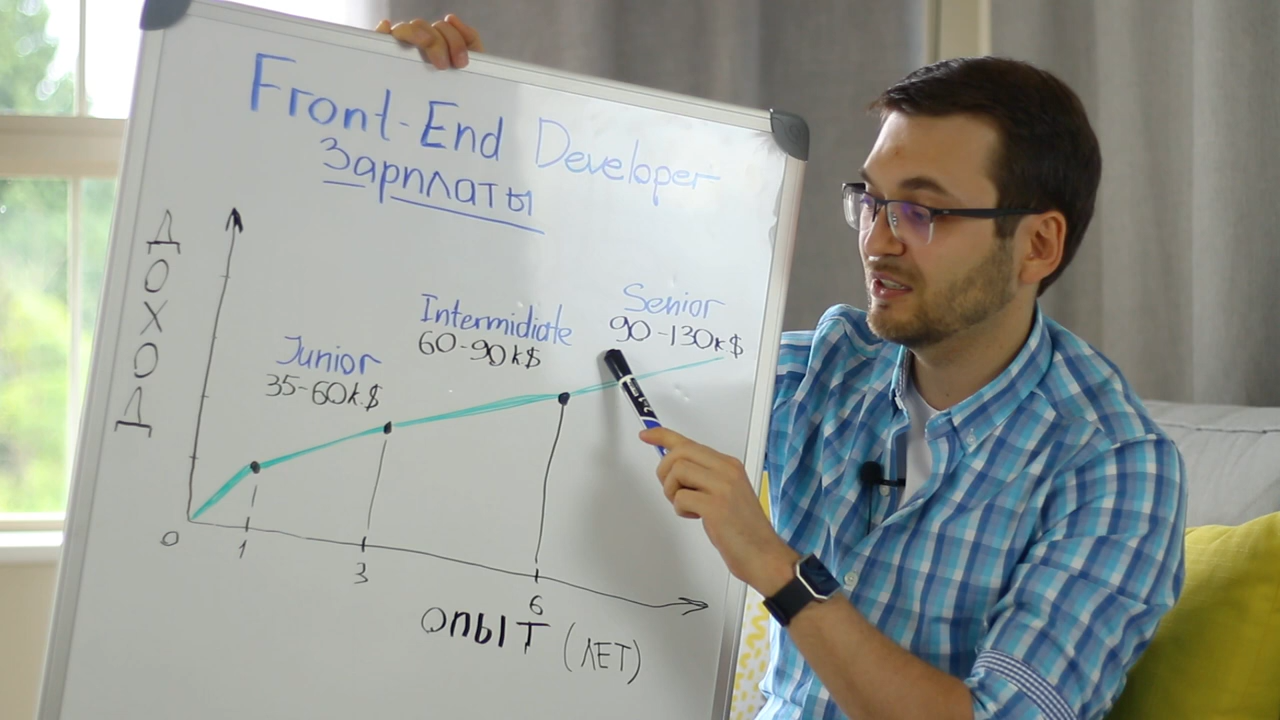 Front-End Developer
Зарплаты
ДОХОД
Junior
35-60k$
Intermidiate
60-90k$
Senior
90-130k$
0
1
3
6
ОПЫТ (ЛЕТ)